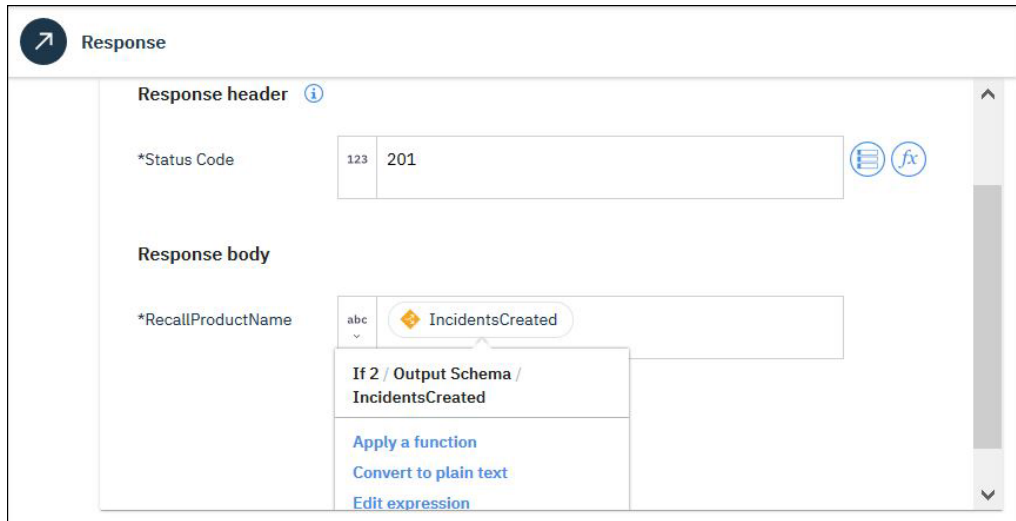 Response
Response header
*Status Code
123
201
fx
Response body
*RecallProductName
abc
IncidentsCreated
If 2 / Output Schema /
IncidentsCreated
Apply a function
Convert to plain text
Edit expression